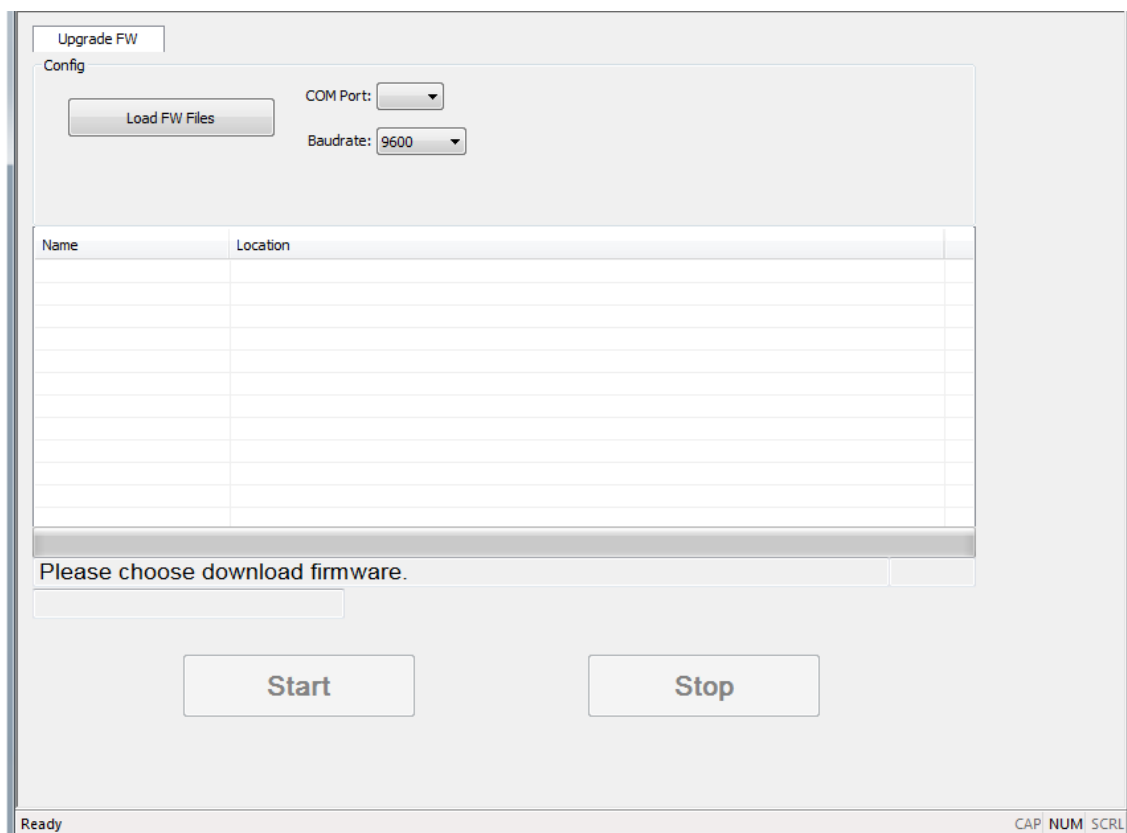 Upgrade FW
Config
Load FW Files
COM Port:
Baudrate: 9600
Name Location
Please choose download firmware.
Start Stop
Ready CAP NUM SCRL